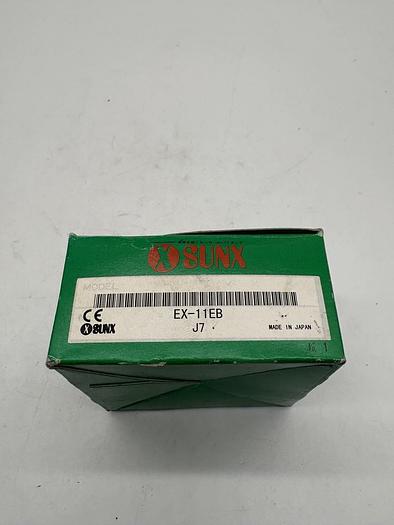 SUNX
MODEL
CE
EX-11EB
SUNX
J7
MADE IN JAPAN